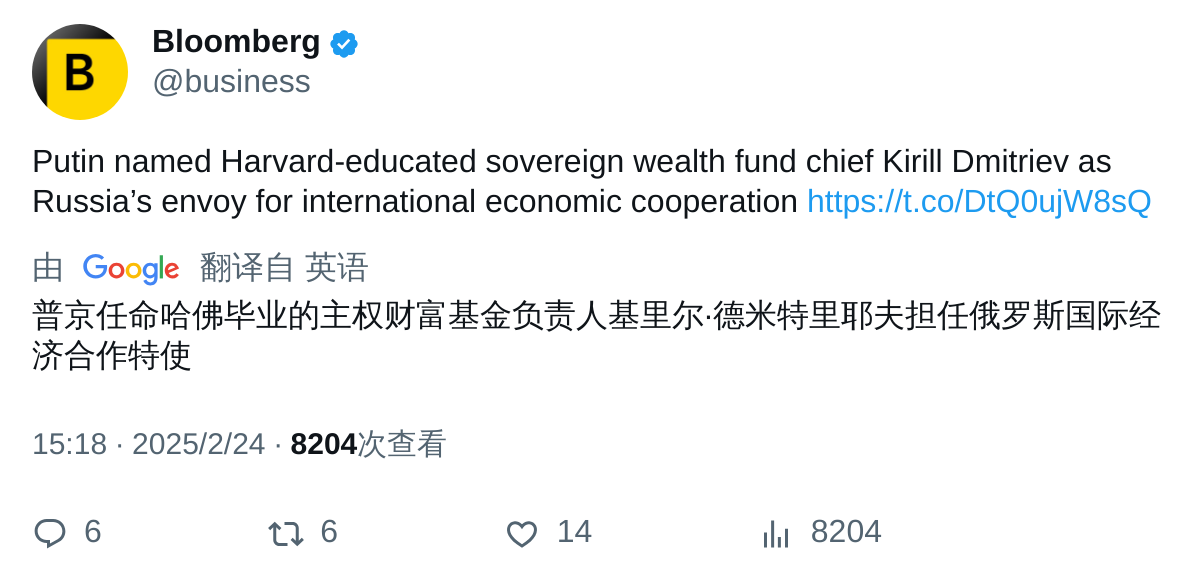 B
Bloomberg
@business
Putin named Harvard-educated sovereign wealth fund chief Kirill Dmitriev as
Russia’s envoy for international economic cooperation https://t.co/DtQ0ujW8sQ
由 Google 翻译自 英语
普京任命哈佛毕业的主权财富基金负责人基里尔·德米特里耶夫担任俄罗斯国际经
济合作特使
15:18 · 2025/2/24 · 8204次查看
6 6 14 8204